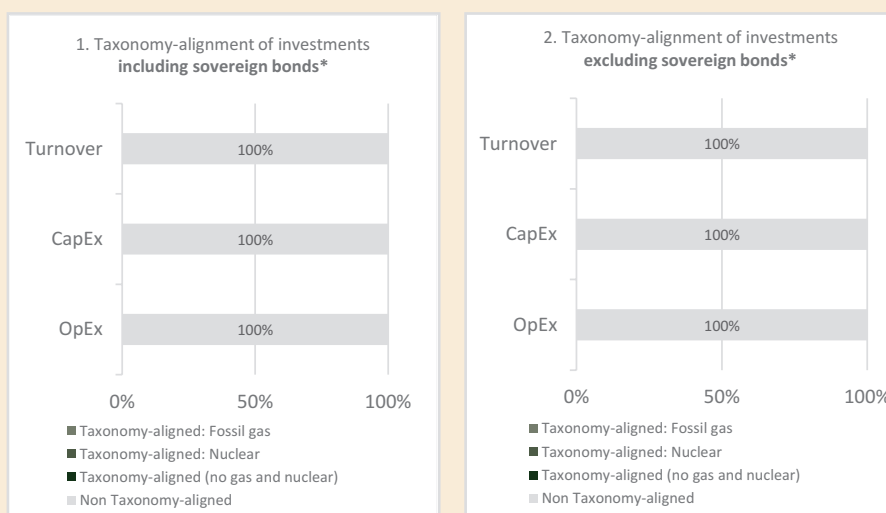 1. Taxonomy-alignment of investments
including sovereign bonds*
Turnover
100%
CapEx
100%
OpEx
100%
0%
50%
100%
Taxonomy-aligned: Fossil gas
Taxonomy-aligned: Nuclear
Taxonomy-aligned (no gas and nuclear)
Non Taxonomy-aligned
2. Taxonomy-alignment of investments
excluding sovereign bonds*
Turnover
100%
CapEx
100%
OpEx
100%
0%
50%
100%
Taxonomy-aligned: Fossil gas
Taxonomy-aligned: Nuclear
Taxonomy-aligned (no gas and nuclear)
Non Taxonomy-aligned